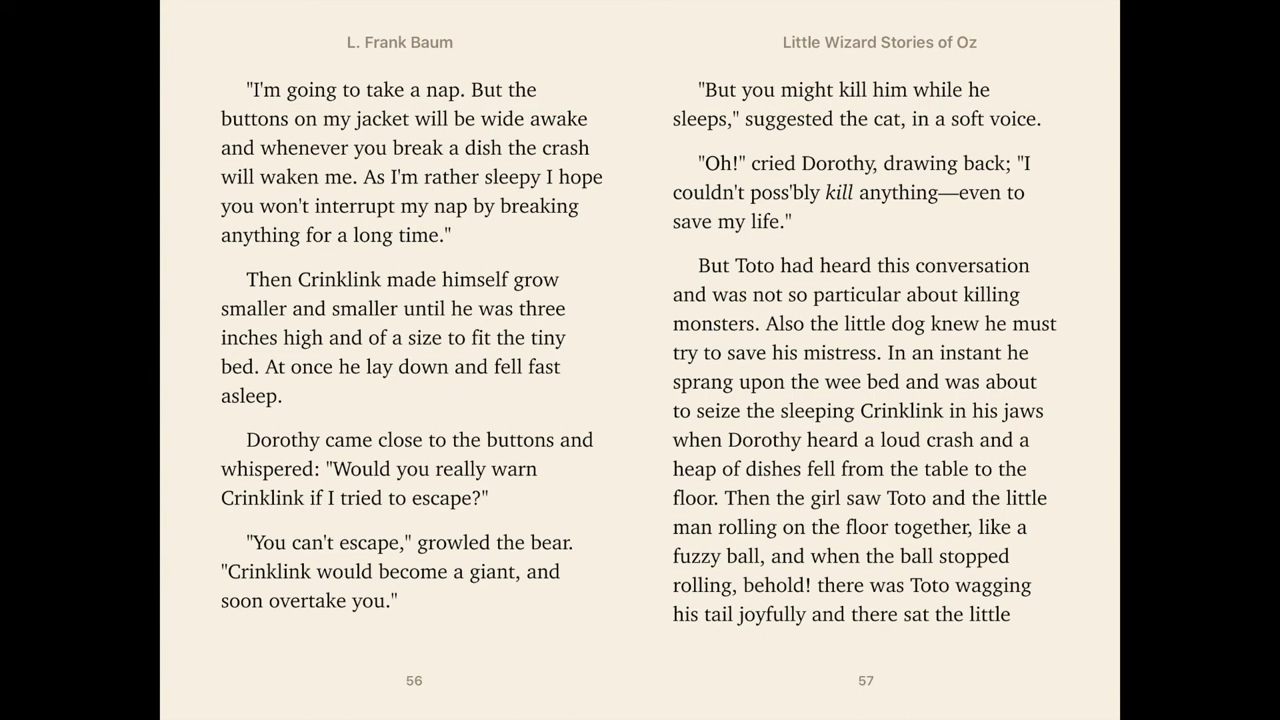 L. Frank Baum
"I'm going to take a nap. But the
buttons on my jacket will be wide awake
and whenever you break a dish the crash
will waken me. As I'm rather sleepy I hope
you won't interrupt my nap by breaking
anything for a long time."
Then Crinklink made himself grow
smaller and smaller until he was three
inches high and of a size to fit the tiny
bed. At once he lay down and fell fast
asleep.
Dorothy came close to the buttons and
whispered: "Would you really warn
Crinklink if I tried to escape?"
"You can't escape," growled the bear.
"Crinklink would become a giant, and
soon overtake you."
56
Little Wizard Stories of Oz
"But you might kill him while he
sleeps," suggested the cat, in a soft voice.
"Oh!" cried Dorothy, drawing back; "I
couldn't poss'bly kill anything—even to
save my life."
But Toto had heard this conversation
and was not so particular about killing
monsters. Also the little dog knew he must
try to save his mistress. In an instant he
sprang upon the wee bed and was about
to seize the sleeping Crinklink in his jaws
when Dorothy heard a loud crash and a
heap of dishes fell from the table to the
floor. Then the girl saw Toto and the little
man rolling on the floor together, like a
fuzzy ball, and when the ball stopped
rolling, behold! there was Toto wagging
his tail joyfully and there sat the little
57